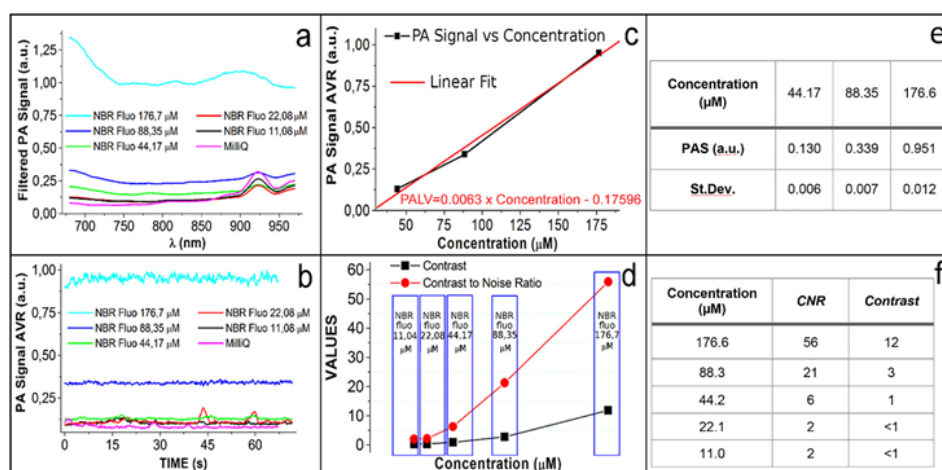 a
Filtered PA Signal (a.u.)
1,25
1,00
0,75
0,50
0,25
0,00
NBR Fluo 176,7 µM
NBR Fluo 22,08 µM
NBR Fluo 88,35 µM
NBR Fluo 11,08 µM
NBR Fluo 44,17 µM
MilliQ
700 750 800 850 900 950
λ (nm)
c
PA Signal AVR (a.u.)
1,00
0,75
0,50
0,25
0,00
PA Signal vs Concentration
Linear Fit
PALV=0.0063 x Concentration - 0.17596
50 75 100 125 150 175
Concentration (µM)
e
Concentration (µM) 44.17 88.35 176.6
PAS (a.u.) 0.130 0.339 0.951
St.Dev. 0.006 0.007 0.012
b
PA Signal AVR (a.u.)
1,00
0,75
0,50
0,25
NBR Fluo 176,7 µM
NBR Fluo 22,08 µM
NBR Fluo 88,35 µM
NBR Fluo 11,08 µM
NBR Fluo 44,17 µM
MilliQ
0 15 30 45 60
TIME (s)
d
VALUES
60
50
40
30
20
10
0
Contrast
Contrast to Noise Ratio
NBR fluo 11,04 µM
NBR fluo 22,08 µM
NBR fluo 44,17 µM
NBR fluo 88,35 µM
NBR fluo 176,7 µM
Concentration (µM)
f
Concentration (µM) CNR Contrast
176.6 56 12
88.3 21 3
44.2 6 1
22.1 2 <1
11.0 2 <1